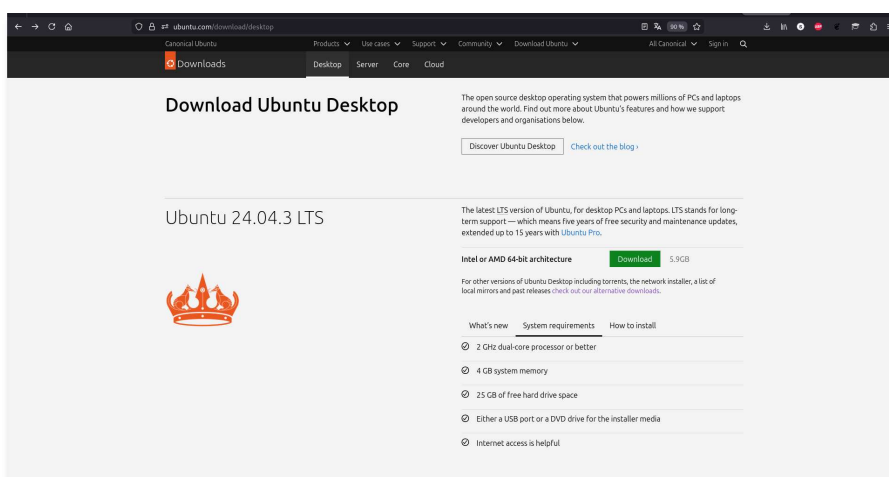 ubuntu.com/download/desktop
90 %
Canonical Ubuntu Products Use cases Support Community Download Ubuntu All Canonical Sign in
Downloads Desktop Server Core Cloud
Download Ubuntu Desktop
The open source desktop operating system that powers millions of PCs and laptops
around the world. Find out more about Ubuntu's features and how we support
developers and organisations below.
Discover Ubuntu Desktop Check out the blog ›
Ubuntu 24.04.3 LTS
The latest LTS version of Ubuntu, for desktop PCs and laptops. LTS stands for long-
term support — which means five years of free security and maintenance updates,
extended up to 15 years with Ubuntu Pro.
Intel or AMD 64-bit architecture Download 5.9GB
For other versions of Ubuntu Desktop including torrents, the network installer, a list of
local mirrors and past releases check out our alternative downloads.
What's new System requirements How to install
2 GHz dual-core processor or better
4 GB system memory
25 GB of free hard drive space
Either a USB port or a DVD drive for the installer media
Internet access is helpful